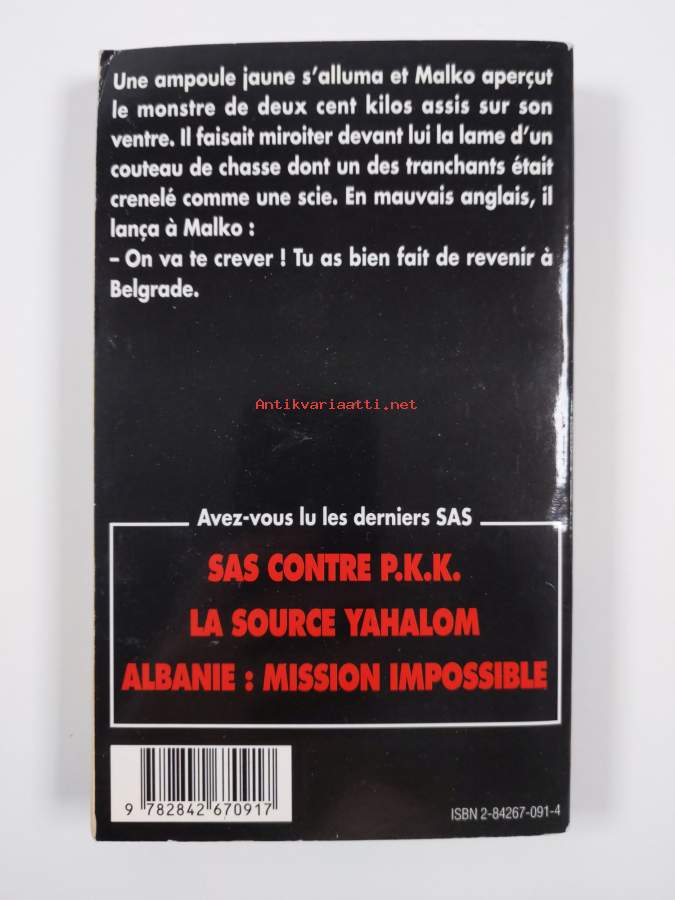 Une ampoule jaune s'alluma et Malko aperçut
le monstre de deux cent kilos assis sur son
ventre. Il faisait miroiter devant lui la lame d'un
couteau de chasse dont un des tranchants était
crenelé comme une scie. En mauvais anglais, il
lança à Malko :
– On va te crever ! Tu as bien fait de revenir à
Belgrade.
Antikvariaatti.net
Avez-vous lu les derniers SAS
SAS CONTRE P.K.K.
LA SOURCE YAHALOM
ALBANIE : MISSION IMPOSSIBLE
9 782842 670917
ISBN 2-84267-091-4